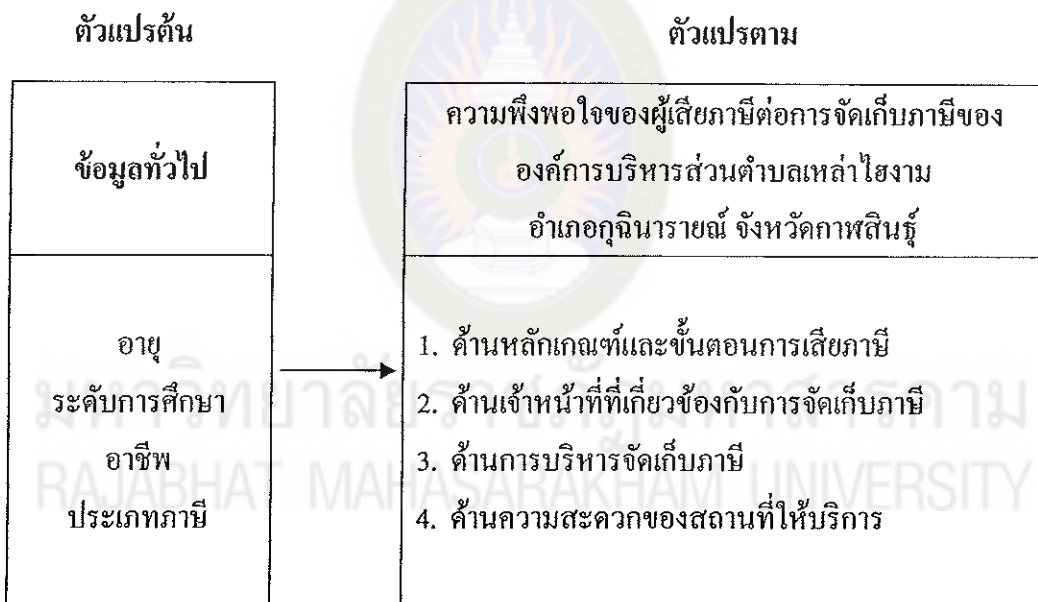 ตัวแปรต้น
ตัวแปรตาม
ข้อมูลทั่วไป
ความพึงพอใจของผู้เสียภาษีต่อการจัดเก็บภาษีของ
องค์การบริหารส่วนตำบลเหล่าไฮงาม
อำเภอกุฉินารายณ์ จังหวัดกาฬสินธุ์
อายุ
ระดับการศึกษา
อาชีพ
ประเภทภาษี
1. ด้านหลักเกณฑ์และขั้นตอนการเสียภาษี
2. ด้านเจ้าหน้าที่ที่เกี่ยวข้องกับการจัดเก็บภาษี
3. ด้านการบริหารจัดเก็บภาษี
4. ด้านความสะดวกของสถานที่ให้บริการ
มหาวิทยาลัยราชภัฏมหาสารคาม
RAJABHAT MAHASARAKHAM UNIVERSITY